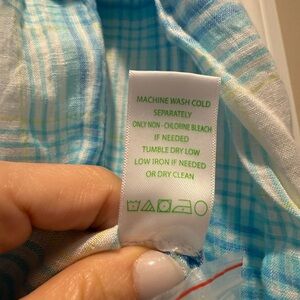 MACHINE WASH COLD
SEPARATELY
ONLY NON - CHLORINE BLEACH
IF NEEDED
TUMBLE DRY LOW
LOW IRON IF NEEDED
OR DRY CLEAN